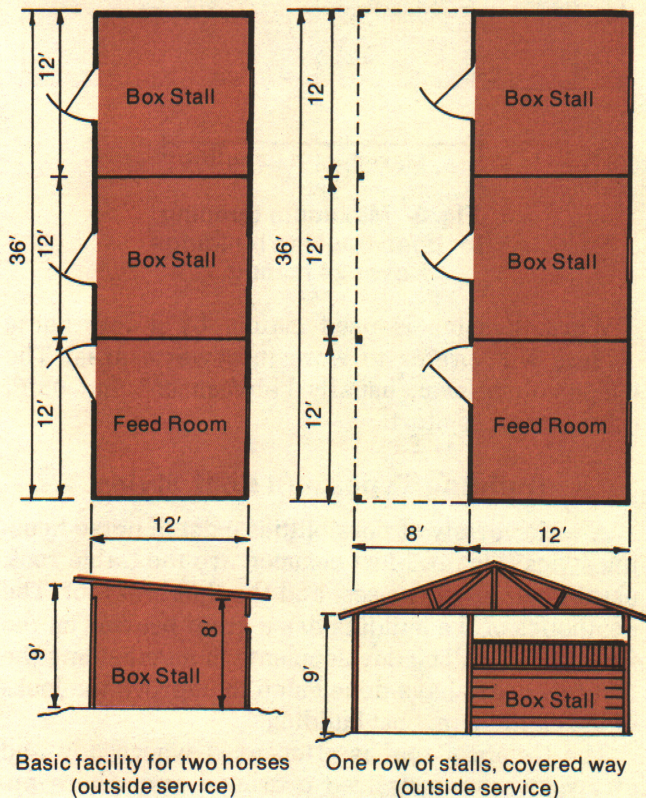 36'
12'
12'
12'
Box Stall
Box Stall
Feed Room
12'
9'
8'
Box Stall
Basic facility for two horses
(outside service)
36'
12'
12'
12'
Box Stall
Box Stall
Feed Room
8'
12'
9'
Box Stall
One row of stalls, covered way
(outside service)